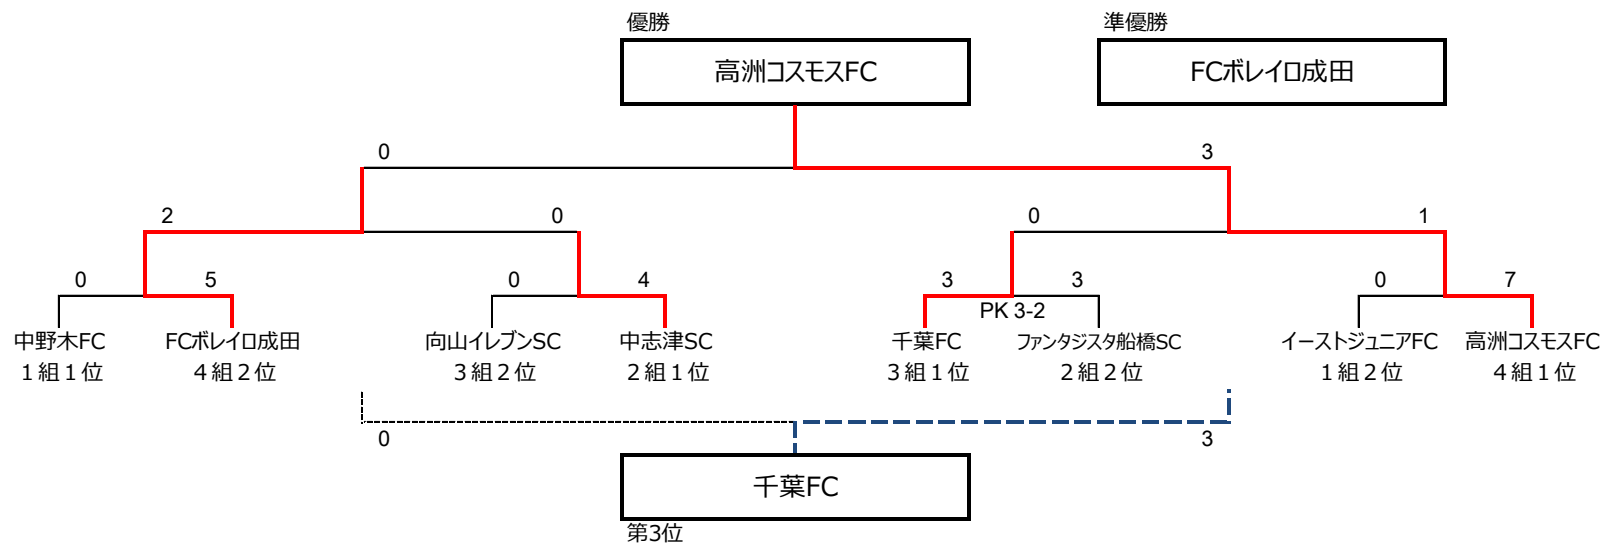 優勝
準優勝
高洲コスモスFC
FCボレイロ成田
0
3
2
0
0
1
0
5
0
4
3
3
0
7
PK 3-2
中野木FC
FCボレイロ成田
向山イレブンSC
中志津SC
千葉FC
ファンタジスタ船橋SC
イーストジュニアFC
高洲コスモスFC
１組１位
４組２位
３組２位
２組１位
３組１位
２組２位
１組２位
４組１位
0
3
千葉FC
第3位